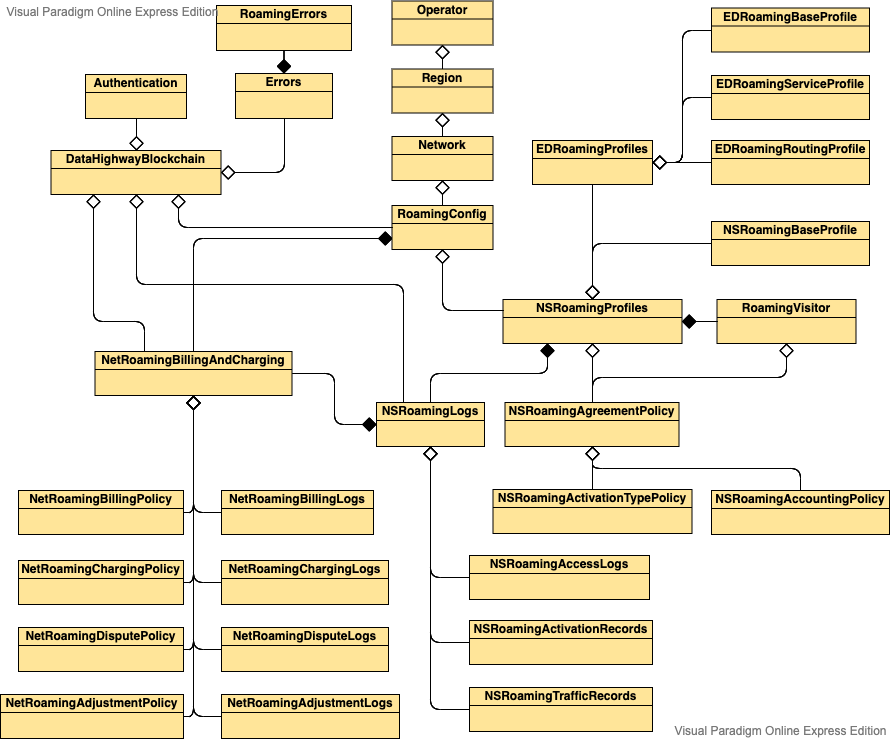 Visual Paradigm Online Express Edition
RoamingErrors
Operator
EDRoamingBaseProfile
Authentication
Errors
Region
EDRoamingServiceProfile
DataHighwayBlockchain
Network
EDRoamingProfiles
EDRoamingRoutingProfile
RoamingConfig
NSRoamingBaseProfile
NSRoamingProfiles
RoamingVisitor
NetRoamingBillingAndCharging
NSRoamingLogs
NSRoamingAgreementPolicy
NetRoamingBillingPolicy
NetRoamingBillingLogs
NSRoamingActivationTypePolicy
NSRoamingAccountingPolicy
NetRoamingChargingPolicy
NetRoamingChargingLogs
NSRoamingAccessLogs
NetRoamingDisputePolicy
NetRoamingDisputeLogs
NSRoamingActivationRecords
NetRoamingAdjustmentPolicy
NetRoamingAdjustmentLogs
NSRoamingTrafficRecords
Visual Paradigm Online Express Edition